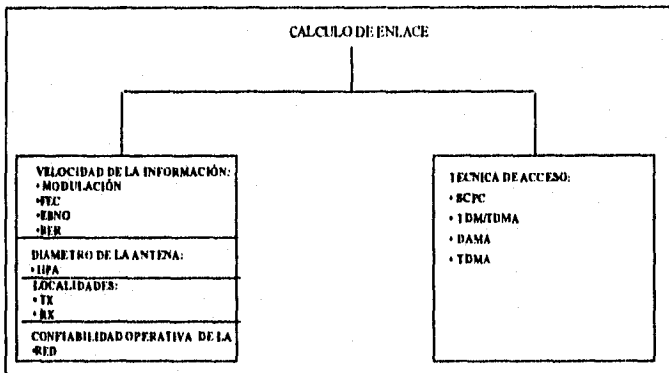 CALCULO DE ENLACE
VELOCIDAD DE LA INFORMACIÓN:
• MODULACIÓN
• FEC
• EBNO
• BER
DIAMETRO DE LA ANTENA:
• HPA
LOCALIDADES:
• TX
• RX
CONFIABILIDAD OPERATIVA DE LA
• RED
TECNICA DE ACCESO:
• SCPC
• TDM/TDMA
• DAMA
• TDMA